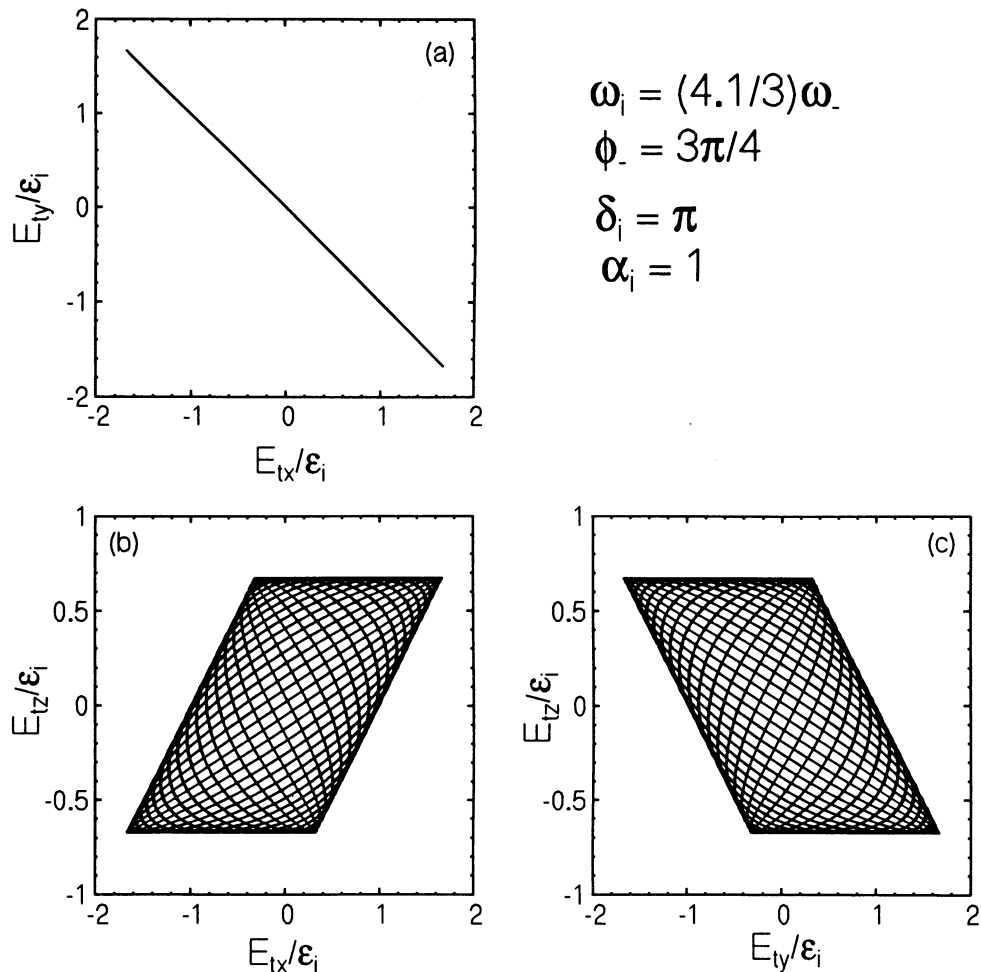 2
(a)
1
E_ty/ε_i
0
-1
-2
-2 -1 0 1 2
E_tx/ε_i
ω_i = (4.1/3)ω_-
ϕ_- = 3π/4
δ_i = π
α_i = 1
1
(b)
0.5
E_tz/ε_i
0
-0.5
-1
-2 -1 0 1 2
E_tx/ε_i
1
(c)
0.5
E_tz/ε_i
0
-0.5
-1
-2 -1 0 1 2
E_ty/ε_i